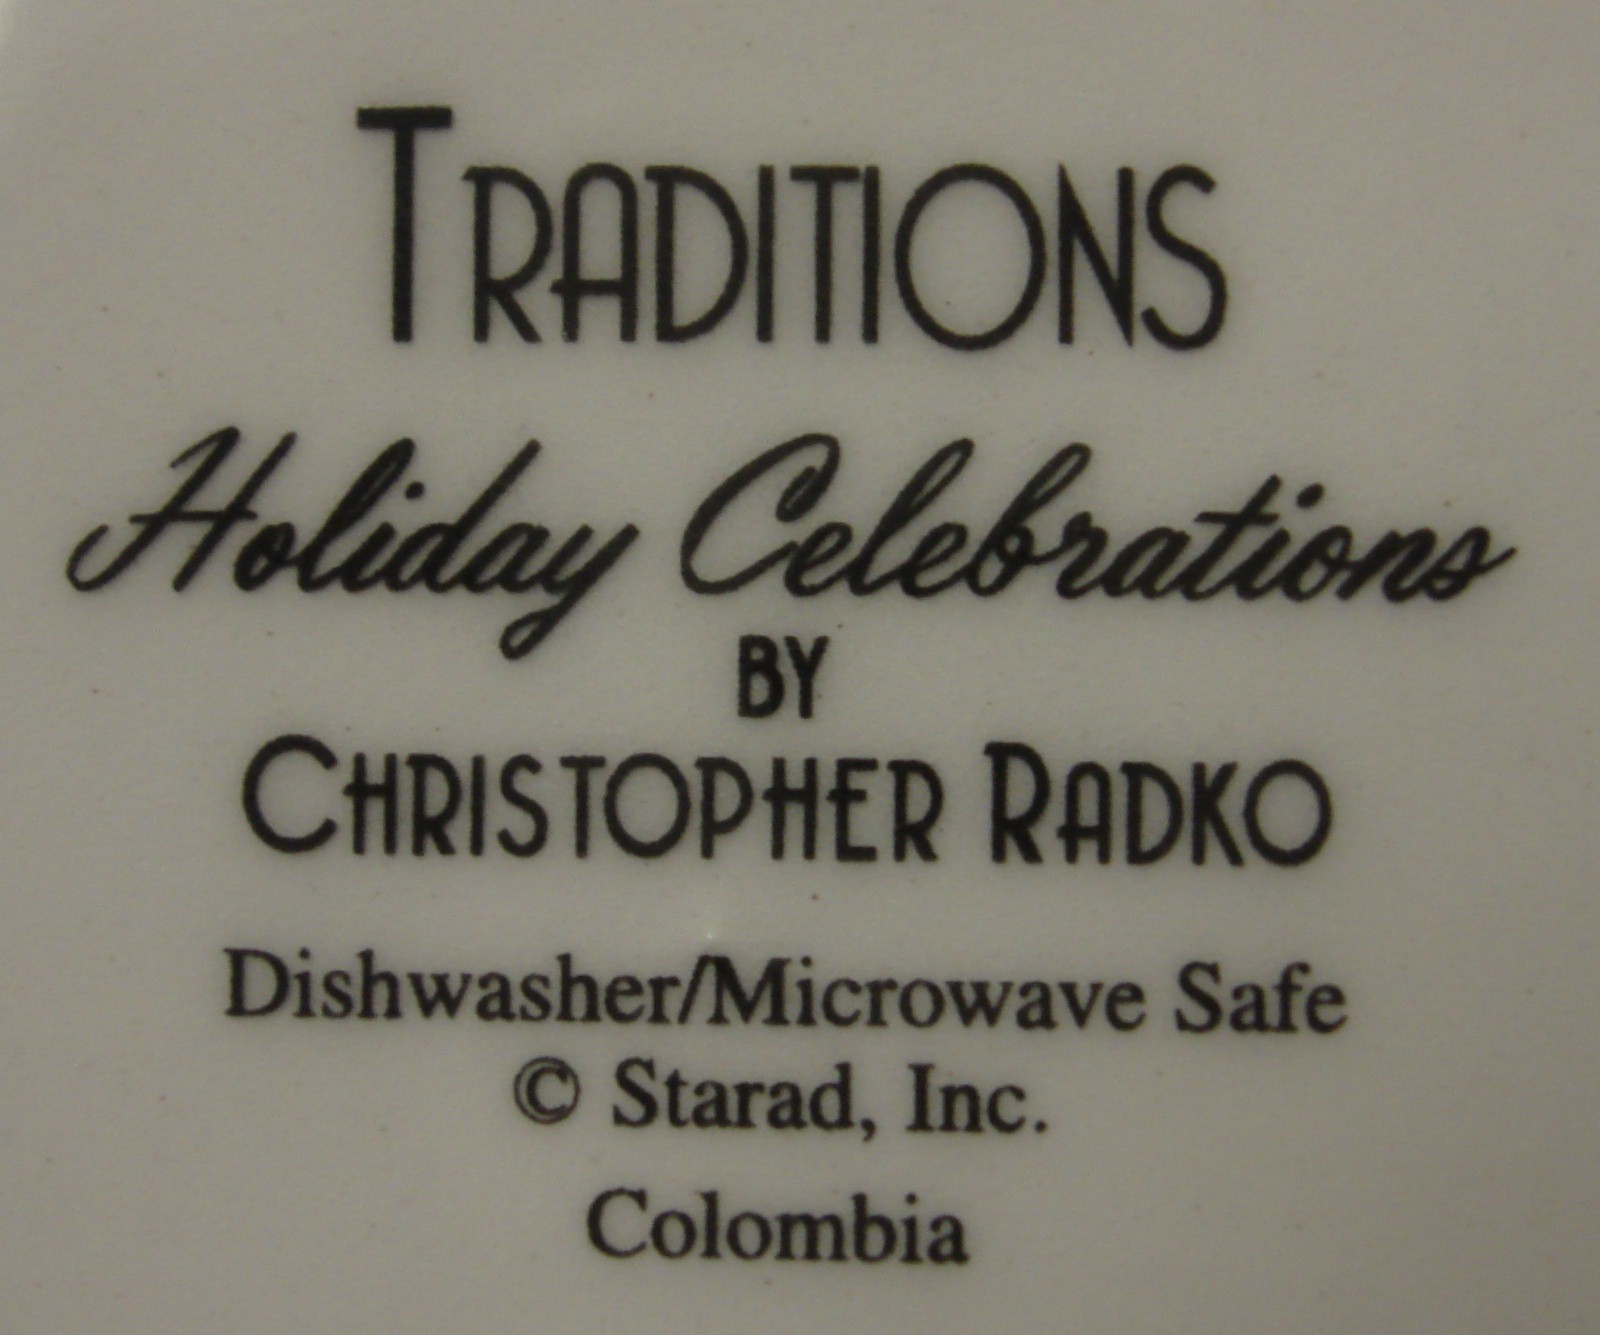 TRADITIONS
Holiday Celebrations
BY
CHRISTOPHER RADKO
Dishwasher/Microwave Safe
© Starad, Inc.
Colombia